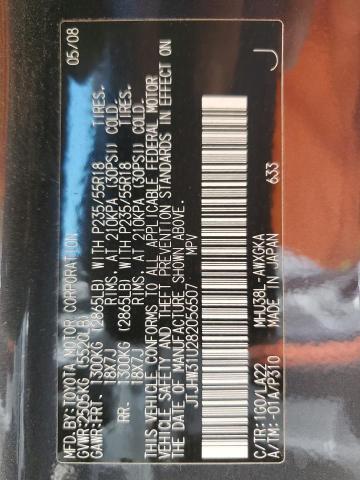 MFD.BY:TOYOTA MOTOR CORPORATION 05/08
GVWR 2505KG (5520LB)
GAWR:FRT. 1300KG (2865LB) WITH P235/55R18 TIRES.
18X7J RIMS. AT 210KPA (30PSI) COLD.
RR. 1300KG (2865LB) WITH P235/55R18 TIRES.
18X7J RIMS. AT 210KPA (30PSI) COLD.
THIS VEHICLE CONFORMS TO ALL APPLICABLE FEDERAL MOTOR
VEHICLE SAFETY AND THEFT PREVENTION STANDARDS IN EFFECT ON
THE DATE OF MANUFACTURE SHOWN ABOVE.
JTJHW31U282056507 MPV
C/TR:1G0/LA22 MHU38L-AWXGKA
A/TM:-01A/P310 MADE IN JAPAN 633
J